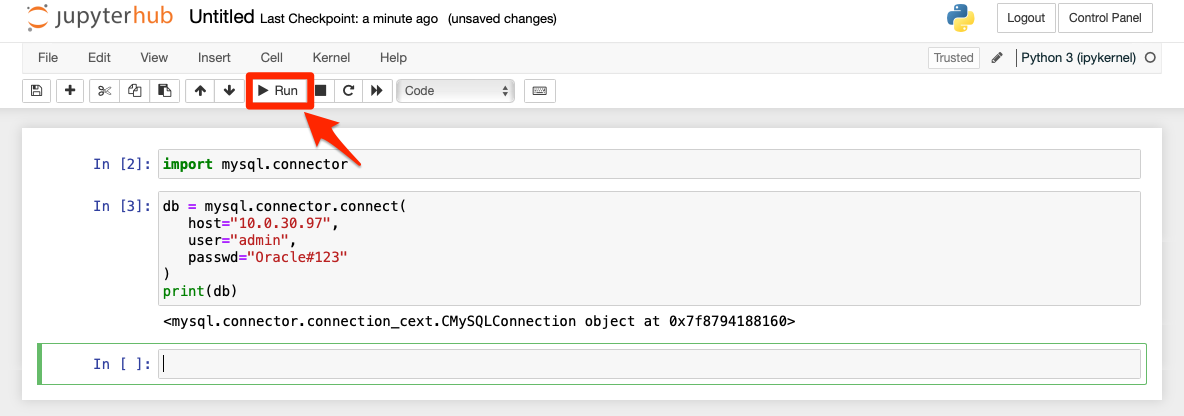 jupyterhub Untitled Last Checkpoint: a minute ago (unsaved changes) Logout Control Panel
File Edit View Insert Cell Kernel Help Trusted Python 3 (ipykernel)
Run Code
In [2]: import mysql.connector
In [3]: db = mysql.connector.connect(
host="10.0.30.97",
user="admin",
passwd="Oracle#123"
)
print(db)
<mysql.connector.connection_cext.CMySQLConnection object at 0x7f8794188160>
In [ ]: